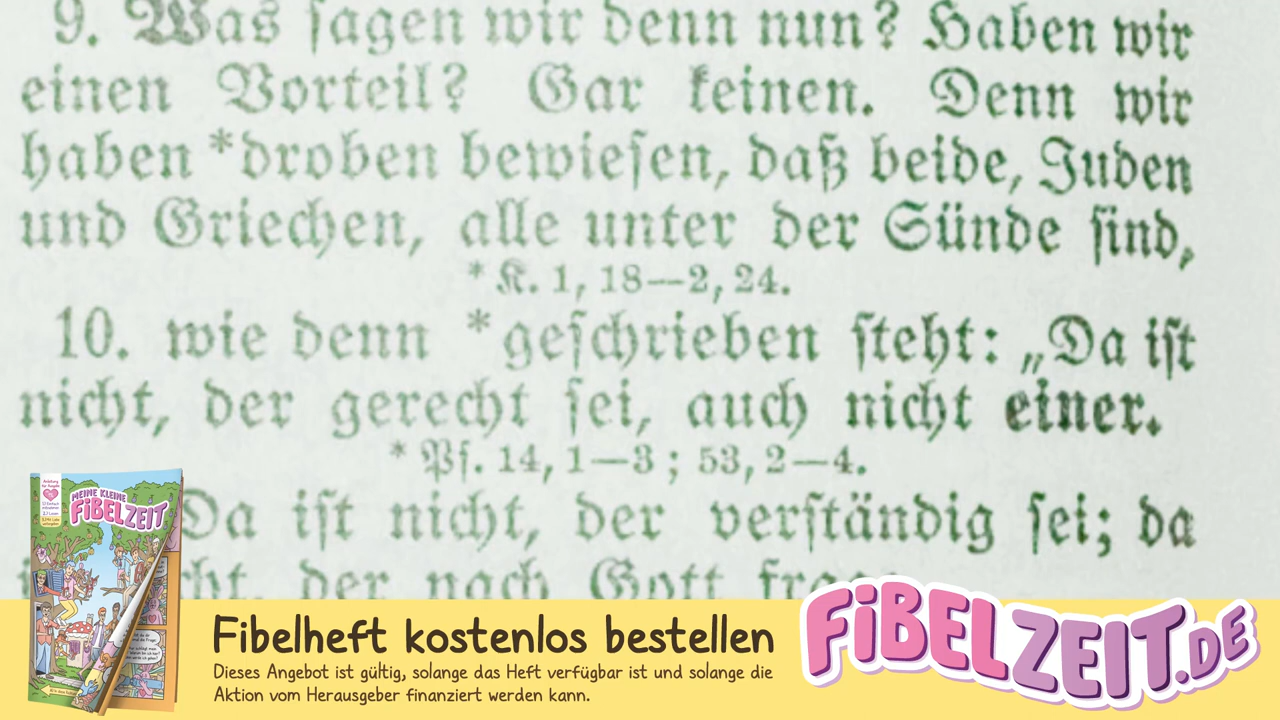 9. Was ſagen wir denn nun? Haben wir
einen Vorteil? Gar keinen. Denn wir
haben *droben bewieſen, daß beide, Juden
und Griechen, alle unter der Sünde ſind,
* K. 1, 18—2, 24.
10. wie denn *geſchrieben ſteht: „Da iſt
nicht, der gerecht ſei, auch nicht einer.
* Pſ. 14, 1—3; 53, 2—4.
Da iſt nicht, der verſtändig ſei; da
der nach Gott
MEINE KLEINE
FIBELZEIT
Fibelheft kostenlos bestellen
Dieses Angebot ist gültig, solange das Heft verfügbar ist und solange die
Aktion vom Herausgeber finanziert werden kann.
FIBELZEIT.DE